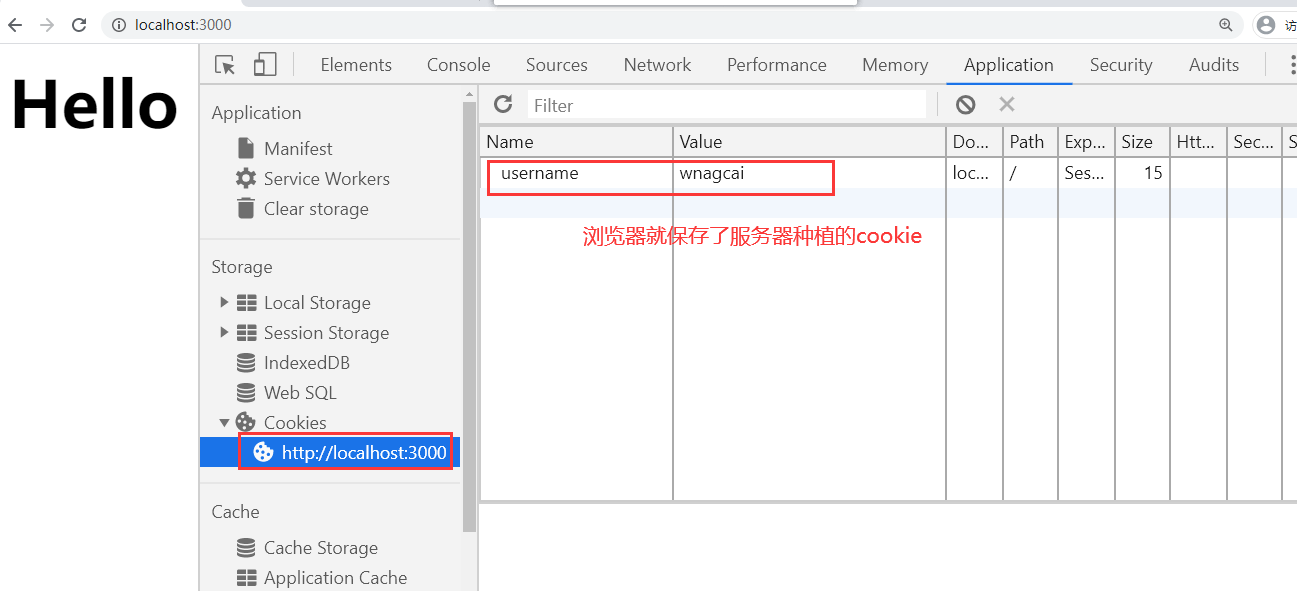 localhost:3000
访
Hello
Elements Console Sources Network Performance Memory Application Security Audits
Application
Manifest
Service Workers
Clear storage
Storage
Local Storage
Session Storage
IndexedDB
Web SQL
Cookies
http://localhost:3000
Cache
Cache Storage
Application Cache
Filter
Name Value Do... Path Exp... Size Htt... Sec... S
username wnagcai loc... / Ses... 15
浏览器就保存了服务器种植的cookie